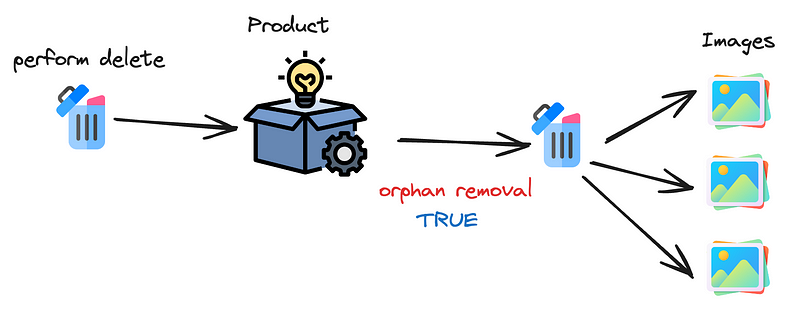 perform delete
Product
Images
orphan removal
TRUE